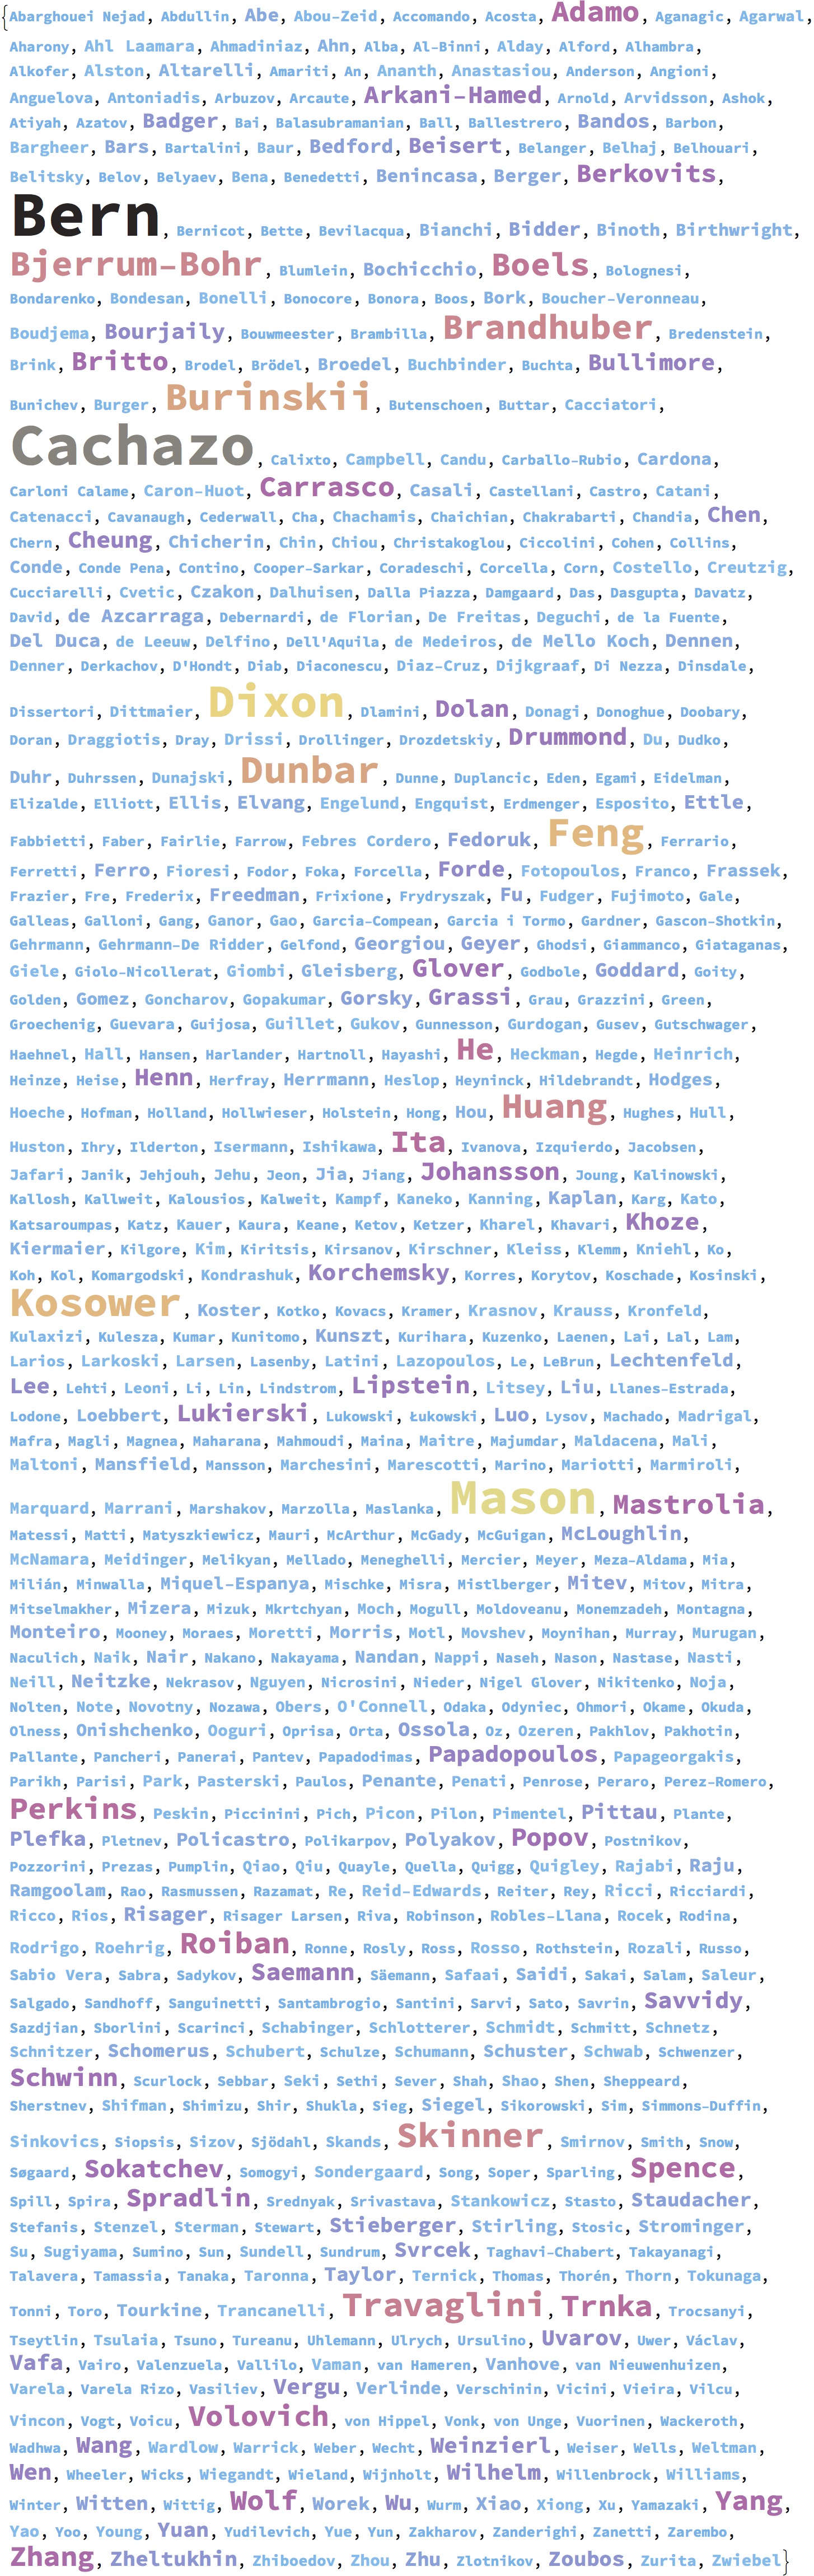 {Abarghouei Nejad, Abdullin, Abe, Abou-Zeid, Accomando, Acosta, Adamo, Aganagic, Agarwal,
Aharony, Ahl Laamara, Ahmadiniaz, Ahn, Alba, Al-Binni, Alday, Alford, Alhambra,
Alkofer, Alston, Altarelli, Amariti, An, Ananth, Anastasiou, Anderson, Angioni,
Anguelova, Antoniadis, Arbuzov, Arcaute, Arkani-Hamed, Arnold, Arvidsson, Ashok,
Atiyah, Azatov, Badger, Bai, Balasubramanian, Ball, Ballestrero, Bandos, Barbon,
Bargheer, Bars, Bartalini, Baur, Bedford, Beisert, Belanger, Belhaj, Belhouari,
Belitsky, Belov, Belyaev, Bena, Benedetti, Benincasa, Berger, Berkovits,
Bern, Bernicot, Bette, Bevilacqua, Bianchi, Bidder, Binoth, Birthwright,
Bjerrum-Bohr, Blumlein, Bochicchio, Boels, Bolognesi,
Bondarenko, Bondesan, Bonelli, Bonocore, Bonora, Boos, Bork, Boucher-Veronneau,
Boudjema, Bourjaily, Bouwmeester, Brambilla, Brandhuber, Bredenstein,
Brink, Britto, Brodel, Brödel, Broedel, Buchbinder, Buchta, Bullimore,
Bunichev, Burger, Burinskii, Butenschoen, Buttar, Cacciatori,
Cachazo, Calixto, Campbell, Candu, Carballo-Rubio, Cardona,
Carloni Calame, Caron-Huot, Carrasco, Casali, Castellani, Castro, Catani,
Catenacci, Cavanaugh, Cederwall, Cha, Chachamis, Chaichian, Chakrabarti, Chandia, Chen,
Chern, Cheung, Chicherin, Chin, Chiou, Christakoglou, Ciccolini, Cohen, Collins,
Conde, Conde Pena, Contino, Cooper-Sarkar, Coradeschi, Corcella, Corn, Costello, Creutzig,
Cucciarelli, Cvetic, Czakon, Dalhuisen, Dalla Piazza, Damgaard, Das, Dasgupta, Davatz,
David, de Azcarraga, Debernardi, de Florian, De Freitas, Deguchi, de la Fuente,
Del Duca, de Leeuw, Delfino, Dell'Aquila, de Medeiros, de Mello Koch, Dennen,
Denner, Derkachov, D'Hondt, Diab, Diaconescu, Diaz-Cruz, Dijkgraaf, Di Nezza, Dinsdale,
Dissertori, Dittmaier, Dixon, Dlamini, Dolan, Donagi, Donoghue, Doobary,
Doran, Draggiotis, Dray, Drissi, Drollinger, Drozdetskiy, Drummond, Du, Dudko,
Duhr, Duhrssen, Dunajski, Dunbar, Dunne, Duplancic, Eden, Egami, Eidelman,
Elizalde, Elliott, Ellis, Elvang, Engelund, Engquist, Erdmenger, Esposito, Ettle,
Fabbietti, Faber, Fairlie, Farrow, Febres Cordero, Fedoruk, Feng, Ferrario,
Ferretti, Ferro, Fioresi, Fodor, Foka, Forcella, Forde, Fotopoulos, Franco, Frassek,
Frazier, Fre, Frederix, Freedman, Frixione, Frydryszak, Fu, Fudger, Fujimoto, Gale,
Galleas, Galloni, Gang, Ganor, Gao, Garcia-Compean, Garcia i Tormo, Gardner, Gascon-Shotkin,
Gehrmann, Gehrmann-De Ridder, Gelfond, Georgiou, Geyer, Ghodsi, Giammanco, Giataganas,
Giele, Giolo-Nicollerat, Giombi, Gleisberg, Glover, Godbole, Goddard, Goity,
Golden, Gomez, Goncharov, Gopakumar, Gorsky, Grassi, Grau, Grazzini, Green,
Groechenig, Guevara, Guijosa, Guillet, Gukov, Gunnesson, Gurdogan, Gusev, Gutschwager,
Haehnel, Hall, Hansen, Harlander, Hartnoll, Hayashi, He, Heckman, Hegde, Heinrich,
Heinze, Heise, Henn, Herfray, Herrmann, Heslop, Heyninck, Hildebrandt, Hodges,
Hoeche, Hofman, Holland, Hollwieser, Holstein, Hong, Hou, Huang, Hughes, Hull,
Huston, Ihry, Ilderton, Isermann, Ishikawa, Ita, Ivanova, Izquierdo, Jacobsen,
Jafari, Janik, Jehjouh, Jehu, Jeon, Jia, Jiang, Johansson, Joung, Kalinowski,
Kallosh, Kallweit, Kalousios, Kalweit, Kampf, Kaneko, Kanning, Kaplan, Karg, Kato,
Katsaroumpas, Katz, Kauer, Kaura, Keane, Ketov, Ketzer, Kharel, Khavari, Khoze,
Kiermaier, Kilgore, Kim, Kiritsis, Kirsanov, Kirschner, Kleiss, Klemm, Kniehl, Ko,
Koh, Kol, Komargodski, Kondrashuk, Korchemsky, Korres, Korytov, Koschade, Kosinski,
Kosower, Koster, Kotko, Kovacs, Kramer, Krasnov, Krauss, Kronfeld,
Kulaxizi, Kulesza, Kumar, Kunitomo, Kunszt, Kurihara, Kuzenko, Laenen, Lai, Lal, Lam,
Larios, Larkoski, Larsen, Lasenby, Latini, Lazopoulos, Le, LeBrun, Lechtenfeld,
Lee, Lehti, Leoni, Li, Lin, Lindstrom, Lipstein, Litsey, Liu, Llanes-Estrada,
Lodone, Loebbert, Lukierski, Lukowski, Łukowski, Luo, Lysov, Machado, Madrigal,
Mafra, Magli, Magnea, Maharana, Mahmoudi, Maina, Maitre, Majumdar, Maldacena, Mali,
Maltoni, Mansfield, Mansson, Marchesini, Marescotti, Marino, Mariotti, Marmiroli,
Marquard, Marrani, Marshakov, Marzolla, Maslanka, Mason, Mastrolia,
Matessi, Matti, Matyszkiewicz, Mauri, McArthur, McGady, McGuigan, McLoughlin,
McNamara, Meidinger, Melikyan, Mellado, Meneghelli, Mercier, Meyer, Meza-Aldama, Mia,
Milián, Minwalla, Miquel-Espanya, Mischke, Misra, Mistlberger, Mitev, Mitov, Mitra,
Mitselmakher, Mizera, Mizuk, Mkrtchyan, Moch, Mogull, Moldoveanu, Monemzadeh, Montagna,
Monteiro, Mooney, Moraes, Moretti, Morris, Motl, Movshev, Moynihan, Murray, Murugan,
Naculich, Naik, Nair, Nakano, Nakayama, Nandan, Nappi, Naseh, Nason, Nastase, Nasti,
Neill, Neitzke, Nekrasov, Nguyen, Nicrosini, Nieder, Nigel Glover, Nikitenko, Noja,
Nolten, Note, Novotny, Nozawa, Obers, O'Connell, Odaka, Odyniec, Ohmori, Okame, Okuda,
Olness, Onishchenko, Ooguri, Oprisa, Orta, Ossola, Oz, Ozeren, Pakhlov, Pakhotin,
Pallante, Pancheri, Panerai, Pantev, Papadodimas, Papadopoulos, Papageorgakis,
Parikh, Parisi, Park, Pasterski, Paulos, Penante, Penati, Penrose, Peraro, Perez-Romero,
Perkins, Peskin, Piccinini, Pich, Picon, Pilon, Pimentel, Pittau, Plante,
Plefka, Pletnev, Policastro, Polikarpov, Polyakov, Popov, Postnikov,
Pozzorini, Prezas, Pumplin, Qiao, Qiu, Quayle, Quella, Quigg, Quigley, Rajabi, Raju,
Ramgoolam, Rao, Rasmussen, Razamat, Re, Reid-Edwards, Reiter, Rey, Ricci, Ricciardi,
Ricco, Rios, Risager, Risager Larsen, Riva, Robinson, Robles-Llana, Rocek, Rodina,
Rodrigo, Roehrig, Roiban, Ronne, Rosly, Ross, Rosso, Rothstein, Rozali, Russo,
Sabio Vera, Sabra, Sadykov, Saemann, Säemann, Safaai, Saidi, Sakai, Salam, Saleur,
Salgado, Sandhoff, Sanguinetti, Santambrogio, Santini, Sarvi, Sato, Savrin, Savvidy,
Sazdjian, Sborlini, Scarinci, Schabinger, Schlotterer, Schmidt, Schmitt, Schnetz,
Schnitzer, Schomerus, Schubert, Schulze, Schumann, Schuster, Schwab, Schwenzer,
Schwinn, Scurlock, Sebbar, Seki, Sethi, Sever, Shah, Shao, Shen, Sheppeard,
Sherstnev, Shifman, Shimizu, Shir, Shukla, Sieg, Siegel, Sikorowski, Sim, Simmons-Duffin,
Sinkovics, Siopsis, Sizov, Sjödahl, Skands, Skinner, Smirnov, Smith, Snow,
Søgaard, Sokatchev, Somogyi, Sondergaard, Song, Soper, Sparling, Spence,
Spill, Spira, Spradlin, Srednyak, Srivastava, Stankowicz, Stasto, Staudacher,
Stefanis, Stenzel, Sterman, Stewart, Stieberger, Stirling, Stosic, Strominger,
Su, Sugiyama, Sumino, Sun, Sundell, Sundrum, Svrcek, Taghavi-Chabert, Takayanagi,
Talavera, Tamassia, Tanaka, Taronna, Taylor, Ternick, Thomas, Thorén, Thorn, Tokunaga,
Tonni, Toro, Tourkine, Trancanelli, Travaglini, Trnka, Trocsanyi,
Tseytlin, Tsulaia, Tsuno, Tureanu, Uhlemann, Ulrych, Ursulino, Uvarov, Uwer, Václav,
Vafa, Vairo, Valenzuela, Vallilo, Vaman, van Hameren, Vanhove, van Nieuwenhuizen,
Varela, Varela Rizo, Vasiliev, Vergu, Verlinde, Verschinin, Vicini, Vieira, Vilcu,
Vincon, Vogt, Voicu, Volovich, von Hippel, Vonk, von Unge, Vuorinen, Wackeroth,
Wadhwa, Wang, Wardlow, Warrick, Weber, Wecht, Weinzierl, Weiser, Wells, Weltman,
Wen, Wheeler, Wicks, Wiegandt, Wieland, Wijnholt, Wilhelm, Willenbrock, Williams,
Winter, Witten, Wittig, Wolf, Worek, Wu, Wurm, Xiao, Xiong, Xu, Yamazaki, Yang,
Yao, Yoo, Young, Yuan, Yudilevich, Yue, Yun, Zakharov, Zanderighi, Zanetti, Zarembo,
Zhang, Zheltukhin, Zhiboedov, Zhou, Zhu, Zlotnikov, Zoubos, Zurita, Zwiebel}